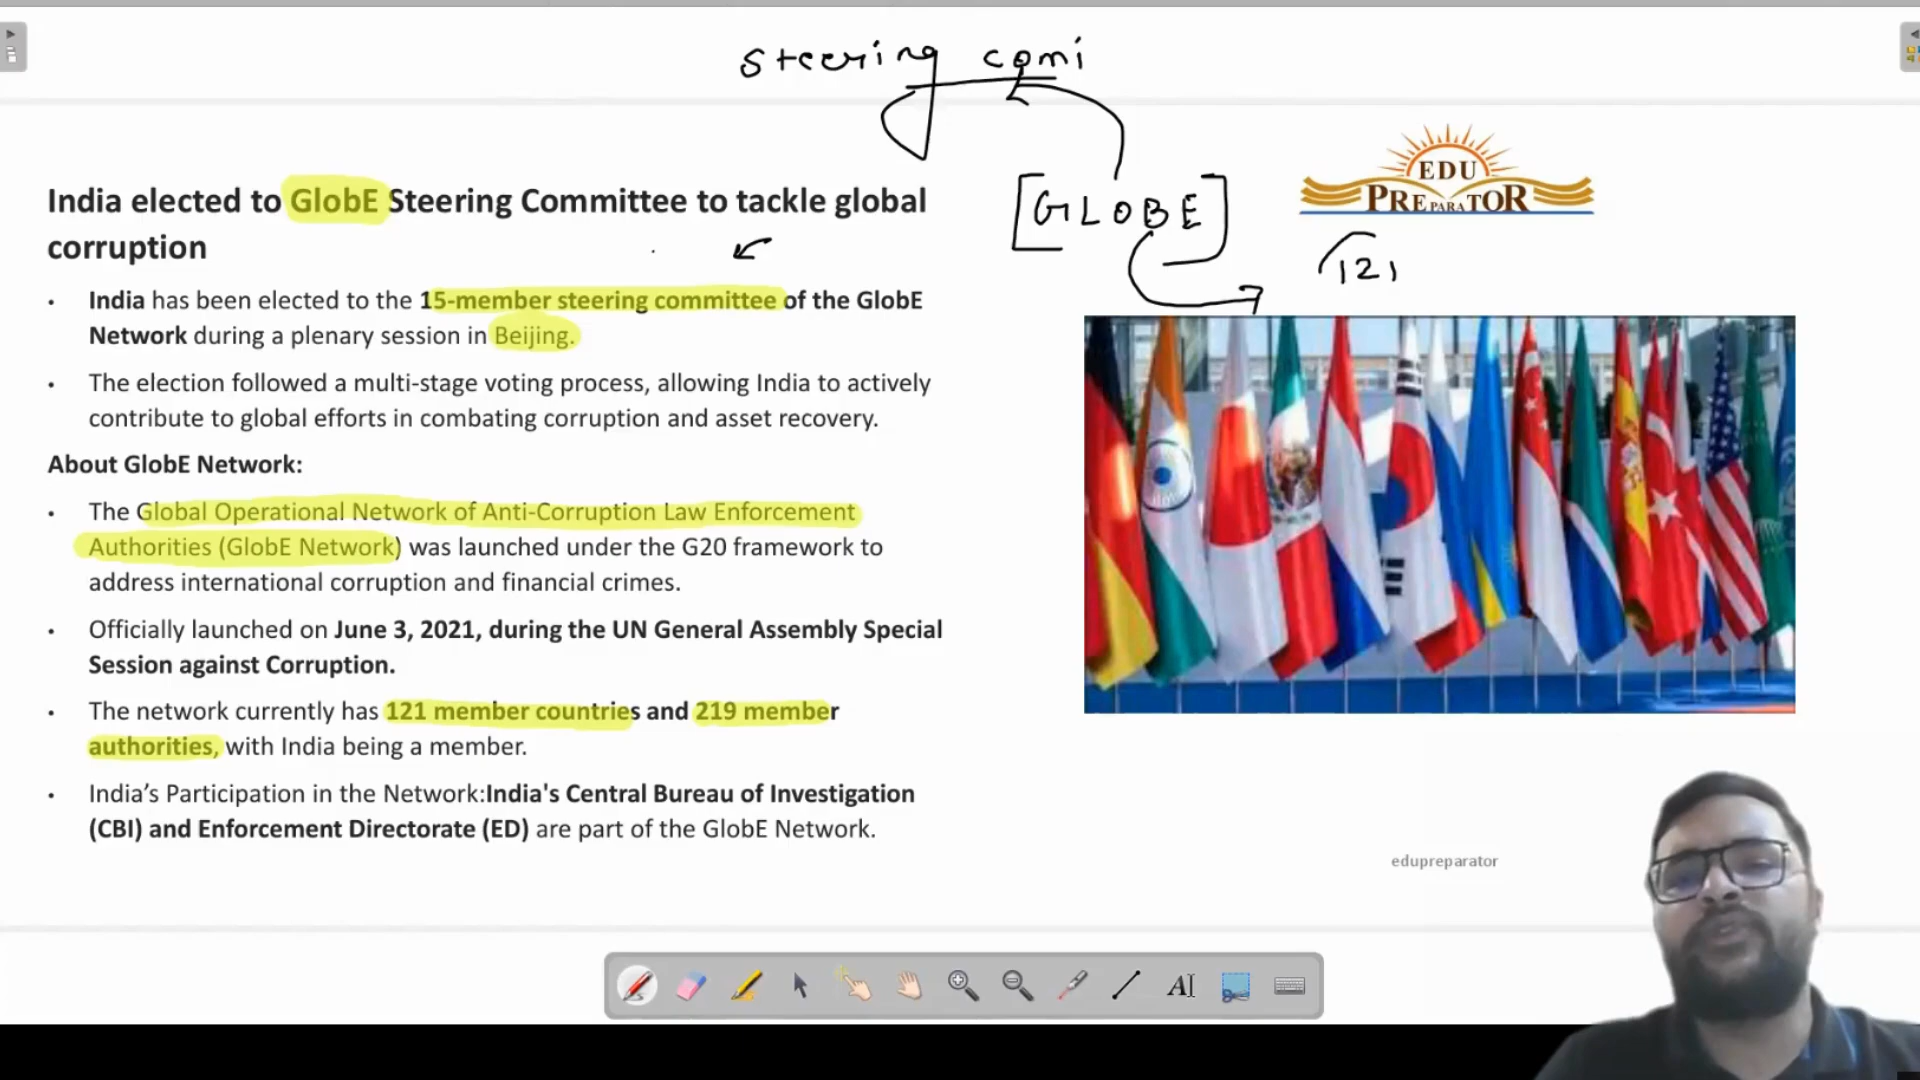 steering comi
India elected to GlobE Steering Committee to tackle global
corruption
[GLOBE]
EDU
PREPARATOR
121
• India has been elected to the 15-member steering committee of the GlobE
Network during a plenary session in Beijing.
• The election followed a multi-stage voting process, allowing India to actively
contribute to global efforts in combating corruption and asset recovery.
About GlobE Network:
• The Global Operational Network of Anti-Corruption Law Enforcement
Authorities (GlobE Network) was launched under the G20 framework to
address international corruption and financial crimes.
• Officially launched on June 3, 2021, during the UN General Assembly Special
Session against Corruption.
• The network currently has 121 member countries and 219 member
authorities, with India being a member.
• India’s Participation in the Network:India's Central Bureau of Investigation
(CBI) and Enforcement Directorate (ED) are part of the GlobE Network.
edupreparator
AI